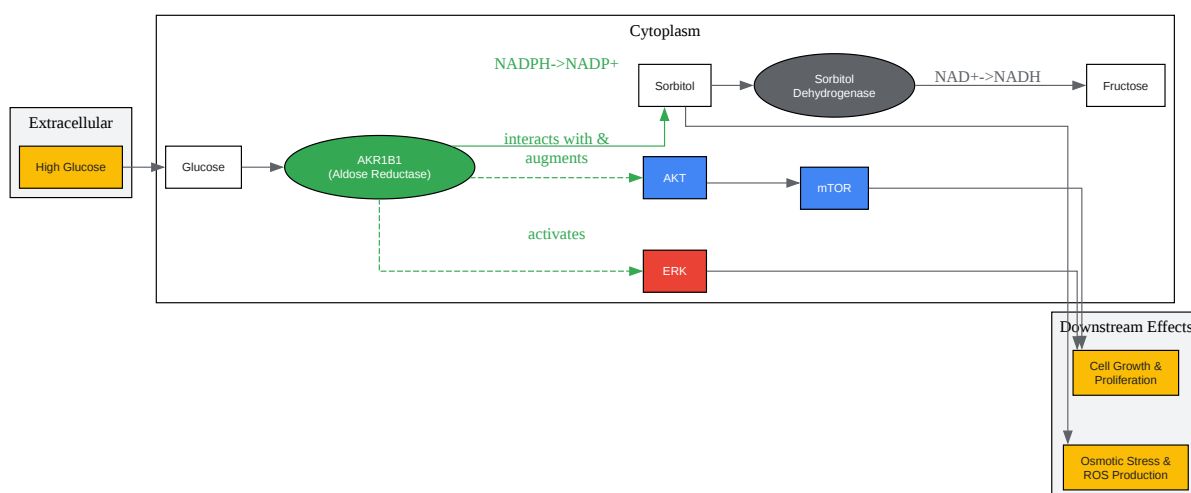 Cytoplasm
NADPH->NADP+
Sorbitol
Sorbitol
Dehydrogenase
NAD+->NADH
Fructose
Extracellular
High Glucose
Glucose
AKR1B1
(Aldose Reductase)
interacts with &
augments
AKT
mTOR
activates
ERK
Downstream Effects
Cell Growth &
Proliferation
Osmotic Stress &
ROS Production